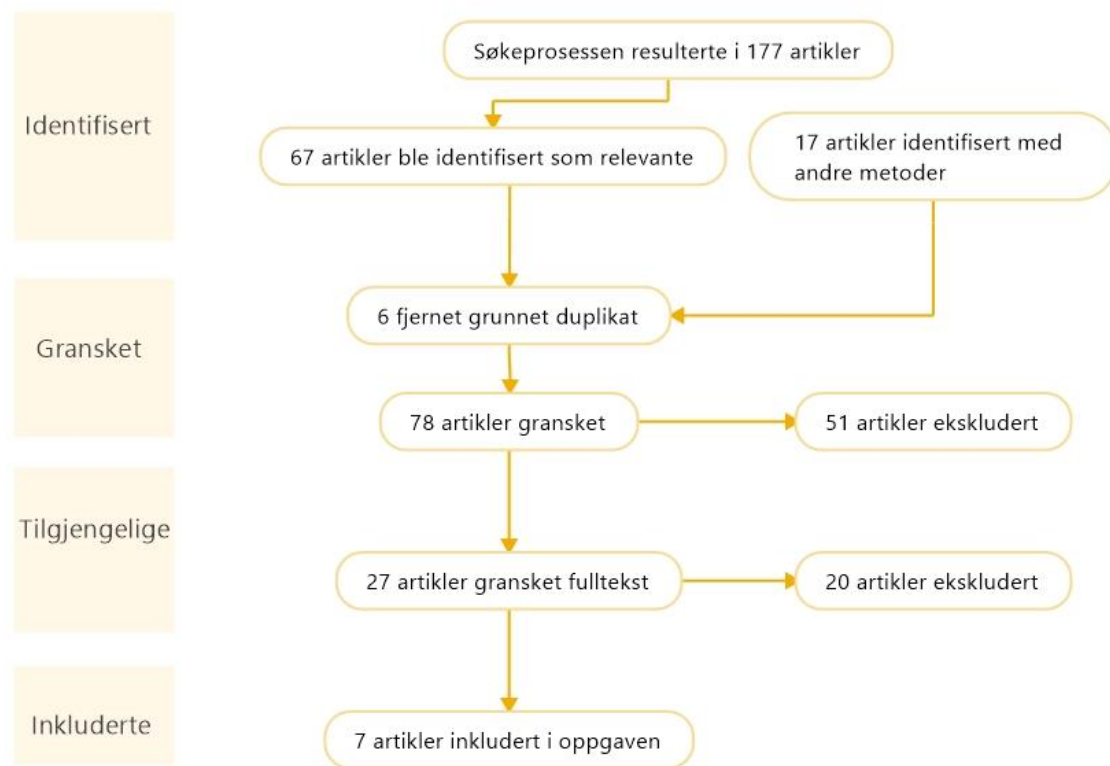 Identifisert
Søkeprosessen resulterte i 177 artikler
67 artikler ble identifisert som relevante
17 artikler identifisert med
andre metoder
Gransket
6 fjernet grunnet duplikat
78 artikler gransket
51 artikler ekskludert
Tilgjengelige
27 artikler gransket fulltekst
20 artikler ekskludert
Inkluderte
7 artikler inkludert i oppgaven